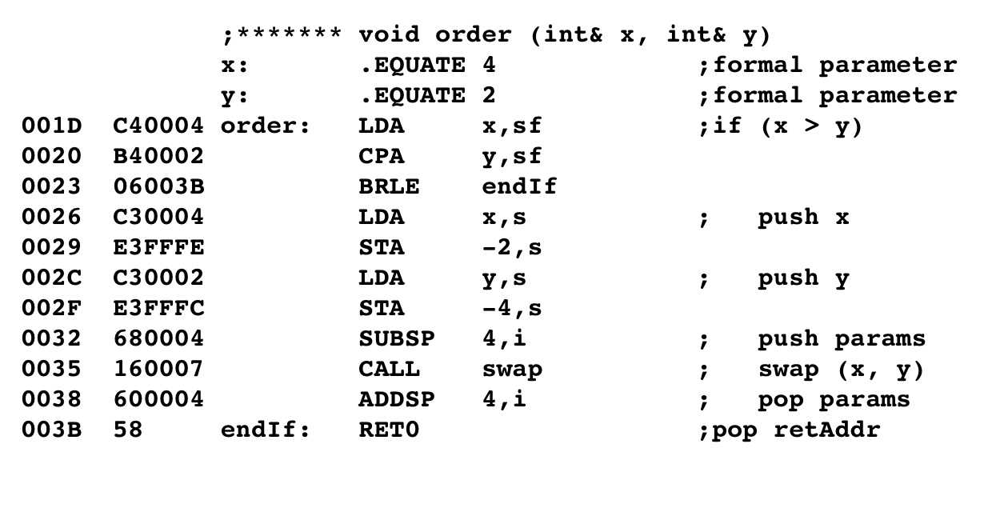 ;******* void order (int& x, int& y)
x: .EQUATE 4 ;formal parameter
y: .EQUATE 2 ;formal parameter
001D C40004 order: LDA x,sf ;if (x > y)
0020 B40002 CPA y,sf
0023 06003B BRLE endIf
0026 C30004 LDA x,s ; push x
0029 E3FFFE STA -2,s
002C C30002 LDA y,s ; push y
002F E3FFFC STA -4,s
0032 680004 SUBSP 4,i ; push params
0035 160007 CALL swap ; swap (x, y)
0038 600004 ADDSP 4,i ; pop params
003B 58 endIf: RET0 ;pop retAddr